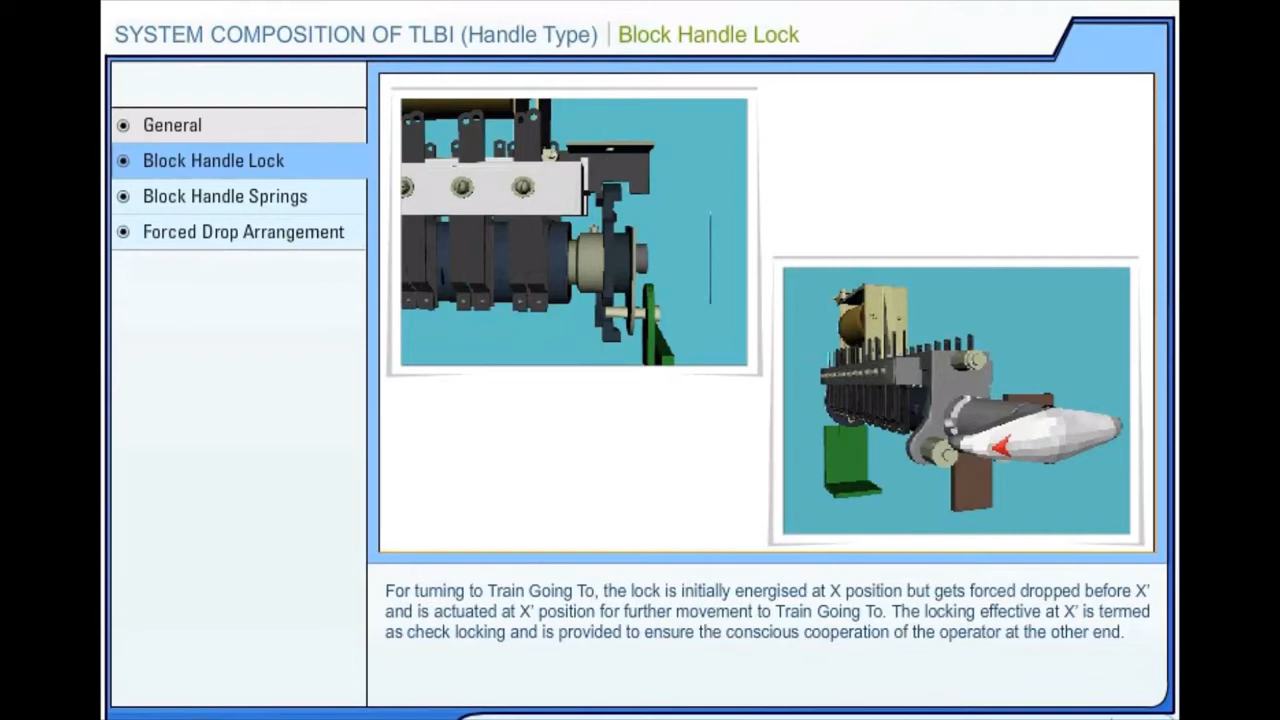 SYSTEM COMPOSITION OF TLBI (Handle Type) | Block Handle Lock
General
Block Handle Lock
Block Handle Springs
Forced Drop Arrangement
For turning to Train Going To, the lock is initially energised at X position but gets forced dropped before X'
and is actuated at X' position for further movement to Train Going To. The locking effective at X' is termed
as check locking and is provided to ensure the conscious cooperation of the operator at the other end.